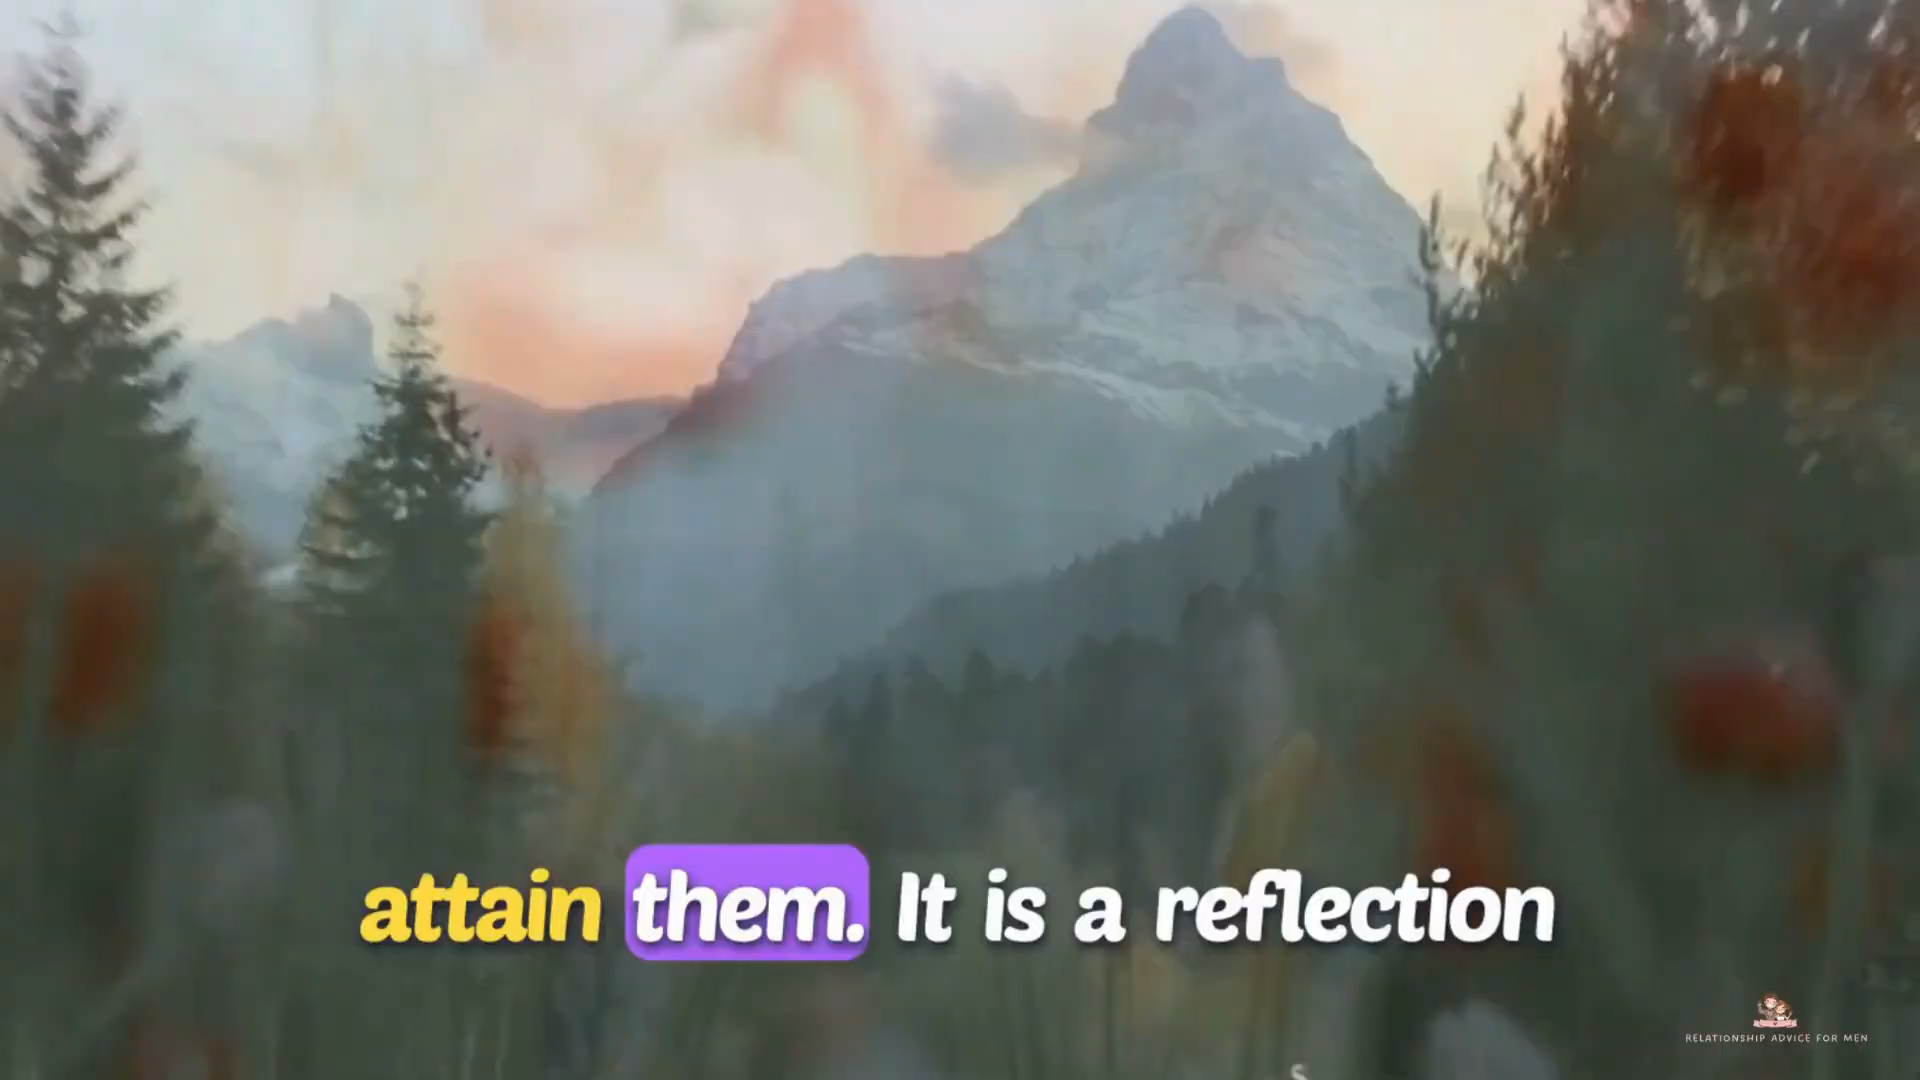 attain them. It is a reflection
RELATIONSHIP ADVICE FOR MEN
s